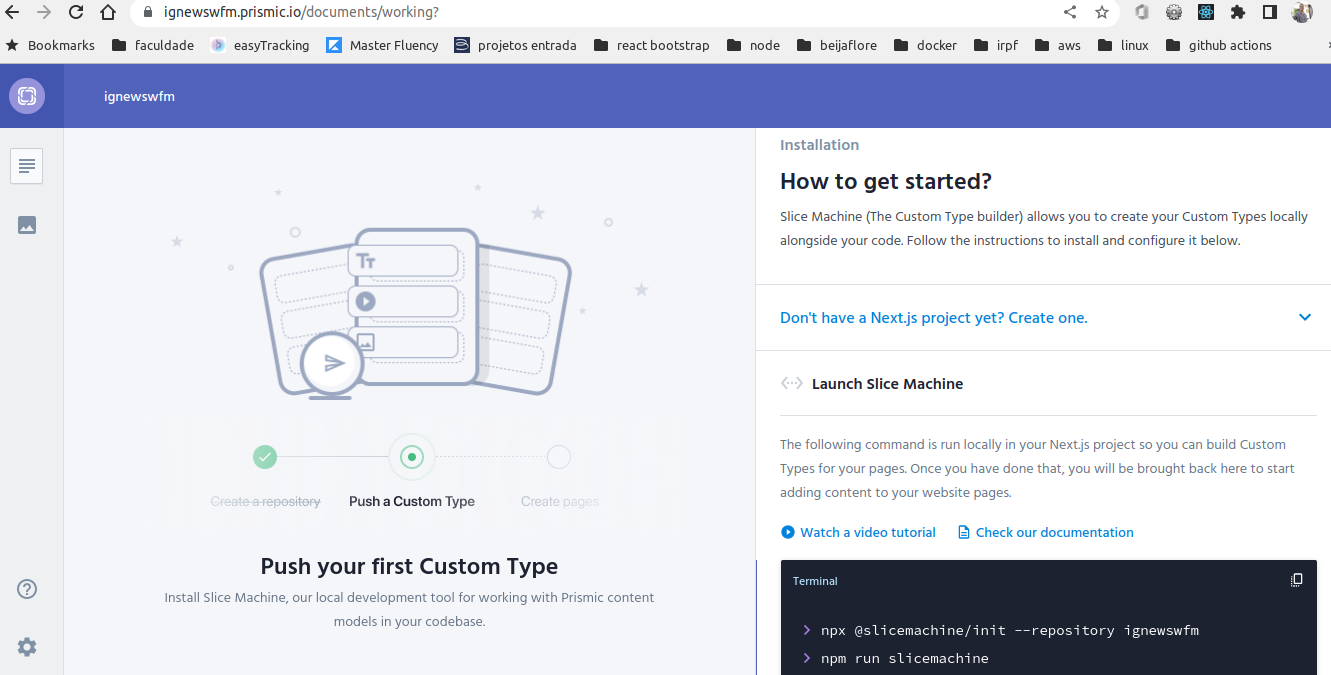 ignewswfm.prismic.io/documents/working?
Bookmarks faculdade easyTracking Master Fluency projetos entrada react bootstrap node beijaflore docker irpf aws linux github actions
ignewswfm
Tт
Create a repository Push a Custom Type Create pages
Push your first Custom Type
Install Slice Machine, our local development tool for working with Prismic content
models in your codebase.
Installation
How to get started?
Slice Machine (The Custom Type builder) allows you to create your Custom Types locally
alongside your code. Follow the instructions to install and configure it below.
Don't have a Next.js project yet? Create one.
Launch Slice Machine
The following command is run locally in your Next.js project so you can build Custom
Types for your pages. Once you have done that, you will be brought back here to start
adding content to your website pages.
Watch a video tutorial Check our documentation
Terminal
> npx @slicemachine/init --repository ignewswfm
> npm run slicemachine